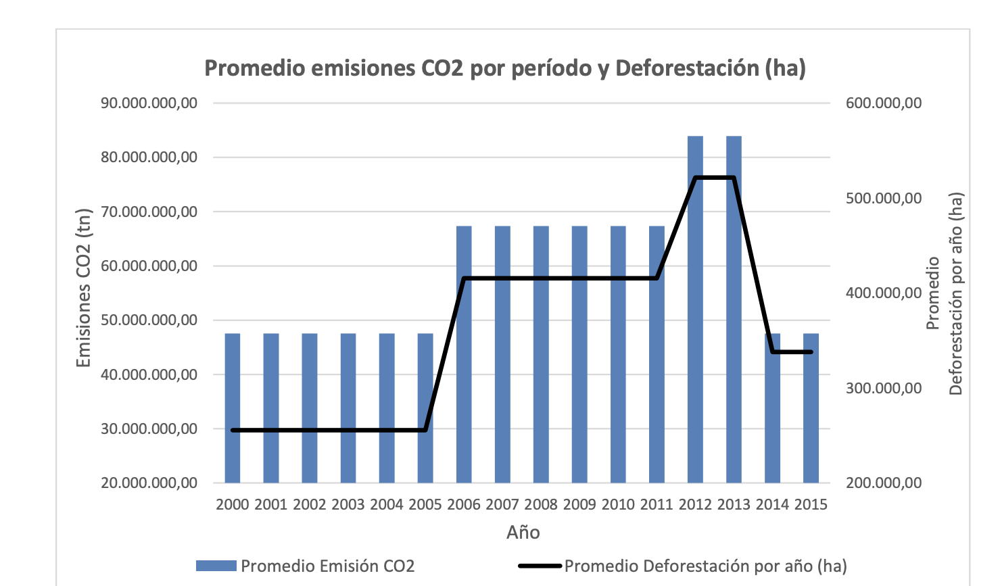 Promedio emisiones CO2 por período y Deforestación (ha)
90.000.000,00
80.000.000,00
70.000.000,00
60.000.000,00
50.000.000,00
40.000.000,00
30.000.000,00
20.000.000,00
Emisiones CO2 (tn)
600.000,00
500.000,00
400.000,00
300.000,00
200.000,00
Promedio
Deforestación por año (ha)
2000 2001 2002 2003 2004 2005 2006 2007 2008 2009 2010 2011 2012 2013 2014 2015
Año
Promedio Emisión CO2
Promedio Deforestación por año (ha)